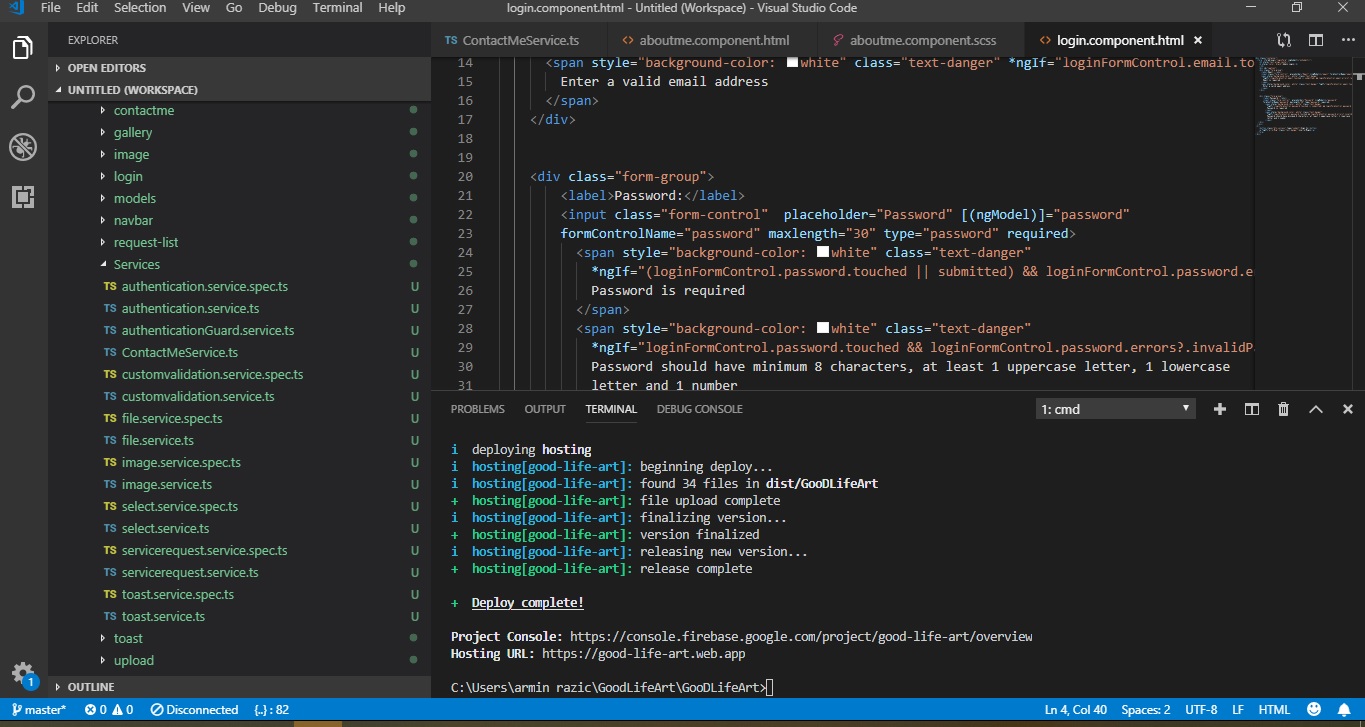 File Edit Selection View Go Debug Terminal Help login.component.html - Untitled (Workspace) - Visual Studio Code
EXPLORER
OPEN EDITORS
UNTITLED (WORKSPACE)
contactme
gallery
image
login
models
navbar
request-list
Services
TS authentication.service.spec.ts U
TS authentication.service.ts U
TS authenticationGuard.service.ts U
TS ContactMeService.ts U
TS customvalidation.service.spec.ts U
TS customvalidation.service.ts U
TS file.service.spec.ts U
TS file.service.ts U
TS image.service.spec.ts U
TS image.service.ts U
TS select.service.spec.ts U
TS select.service.ts U
TS servicerequest.service.spec.ts U
TS servicerequest.service.ts U
TS toast.service.spec.ts U
TS toast.service.ts U
toast
upload
OUTLINE
TS ContactMeService.ts <> aboutme.component.html aboutme.component.scss <> login.component.html ×
14 <span style="background-color: white" class="text-danger" *ngIf="loginFormControl.email.to
15 Enter a valid email address
16 </span>
17 </div>
18
19
20 <div class="form-group">
21 <label>Password:</label>
22 <input class="form-control"  placeholder="Password" [(ngModel)]="password"
23 formControlName="password" maxlength="30" type="password" required>
24 <span style="background-color: white" class="text-danger"
25 *ngIf="(loginFormControl.password.touched || submitted) && loginFormControl.password.e
26 Password is required
27 </span>
28 <span style="background-color: white" class="text-danger"
29 *ngIf="loginFormControl.password.touched && loginFormControl.password.errors?.invalidP
30 Password should have minimum 8 characters, at least 1 uppercase letter, 1 lowercase
31 letter and 1 number
PROBLEMS OUTPUT TERMINAL DEBUG CONSOLE 1: cmd
i deploying hosting
i hosting[good-life-art]: beginning deploy...
i hosting[good-life-art]: found 34 files in dist/GooDLifeArt
+ hosting[good-life-art]: file upload complete
i hosting[good-life-art]: finalizing version...
+ hosting[good-life-art]: version finalized
i hosting[good-life-art]: releasing new version...
+ hosting[good-life-art]: release complete
+ Deploy complete!
Project Console: https://console.firebase.google.com/project/good-life-art/overview
Hosting URL: https://good-life-art.web.app
C:\Users\armin razic\GoodLifeArt\GooDLifeArt>
1
master* 0 0 Disconnected {..} : 82 Ln 4, Col 40 Spaces: 2 UTF-8 LF HTML